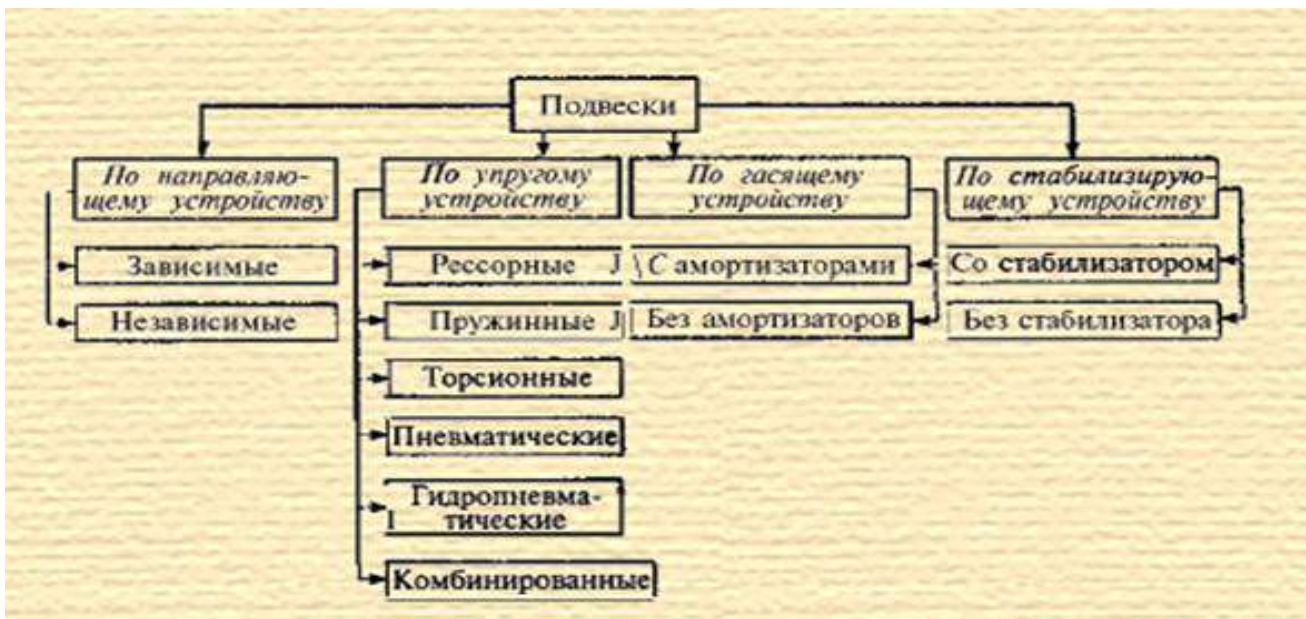 Подвески
По направляю-
щему устройству
Зависимые
Независимые
По упругому
устройству
Рессорные
Пружинные
Торсионные
Пневматические
Гидропневма-
тические
Комбинированные
По гасящему
устройству
С амортизаторами
Без амортизаторов
По стабилизирую-
щему устройству
Со стабилизатором
Без стабилизатора